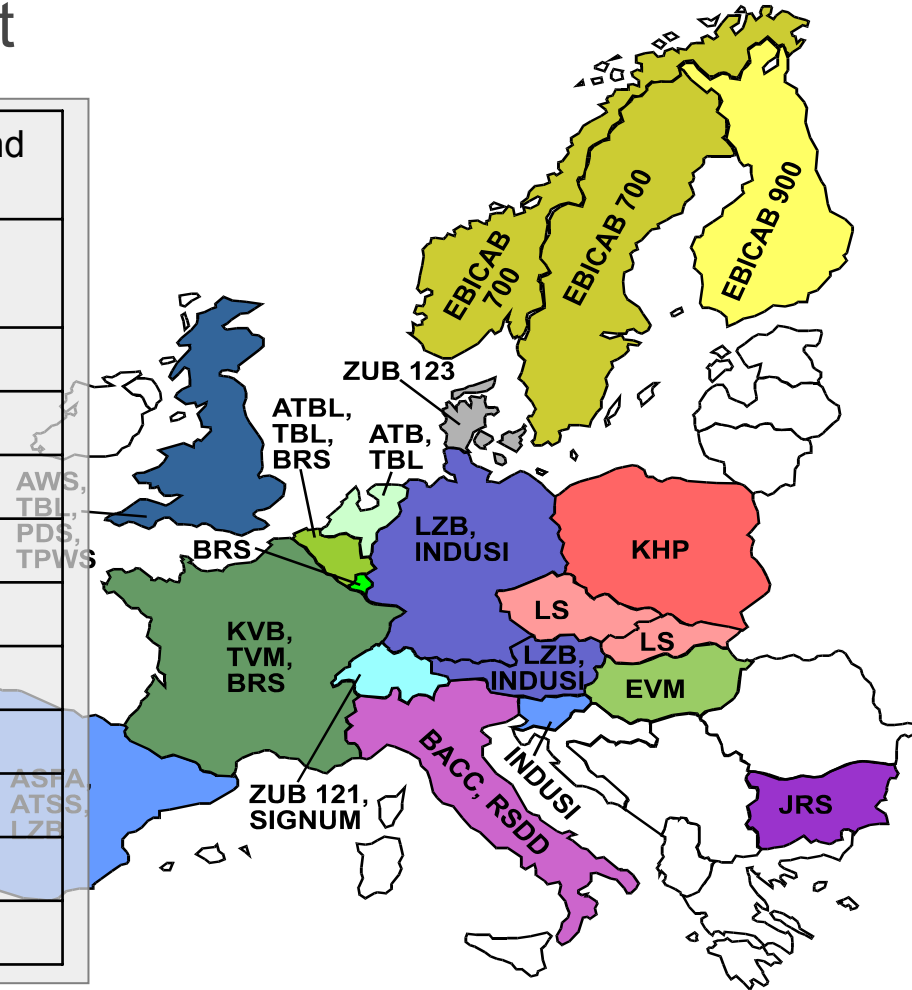 t
nd
EBICAB
700
EBICAB 700
EBICAB 900
ZUB 123
ATBL,
TBL,
BRS
ATB,
TBL
AWS,
TBL,
PDS,
TPWS
BRS
LZB,
INDUSI
KHP
LS
LS
KVB,
TVM,
BRS
LZB,
INDUSI
EVM
BACC, RSDD
INDUSI
ZUB 121,
SIGNUM
ASFA,
ATSS,
LZB
JRS